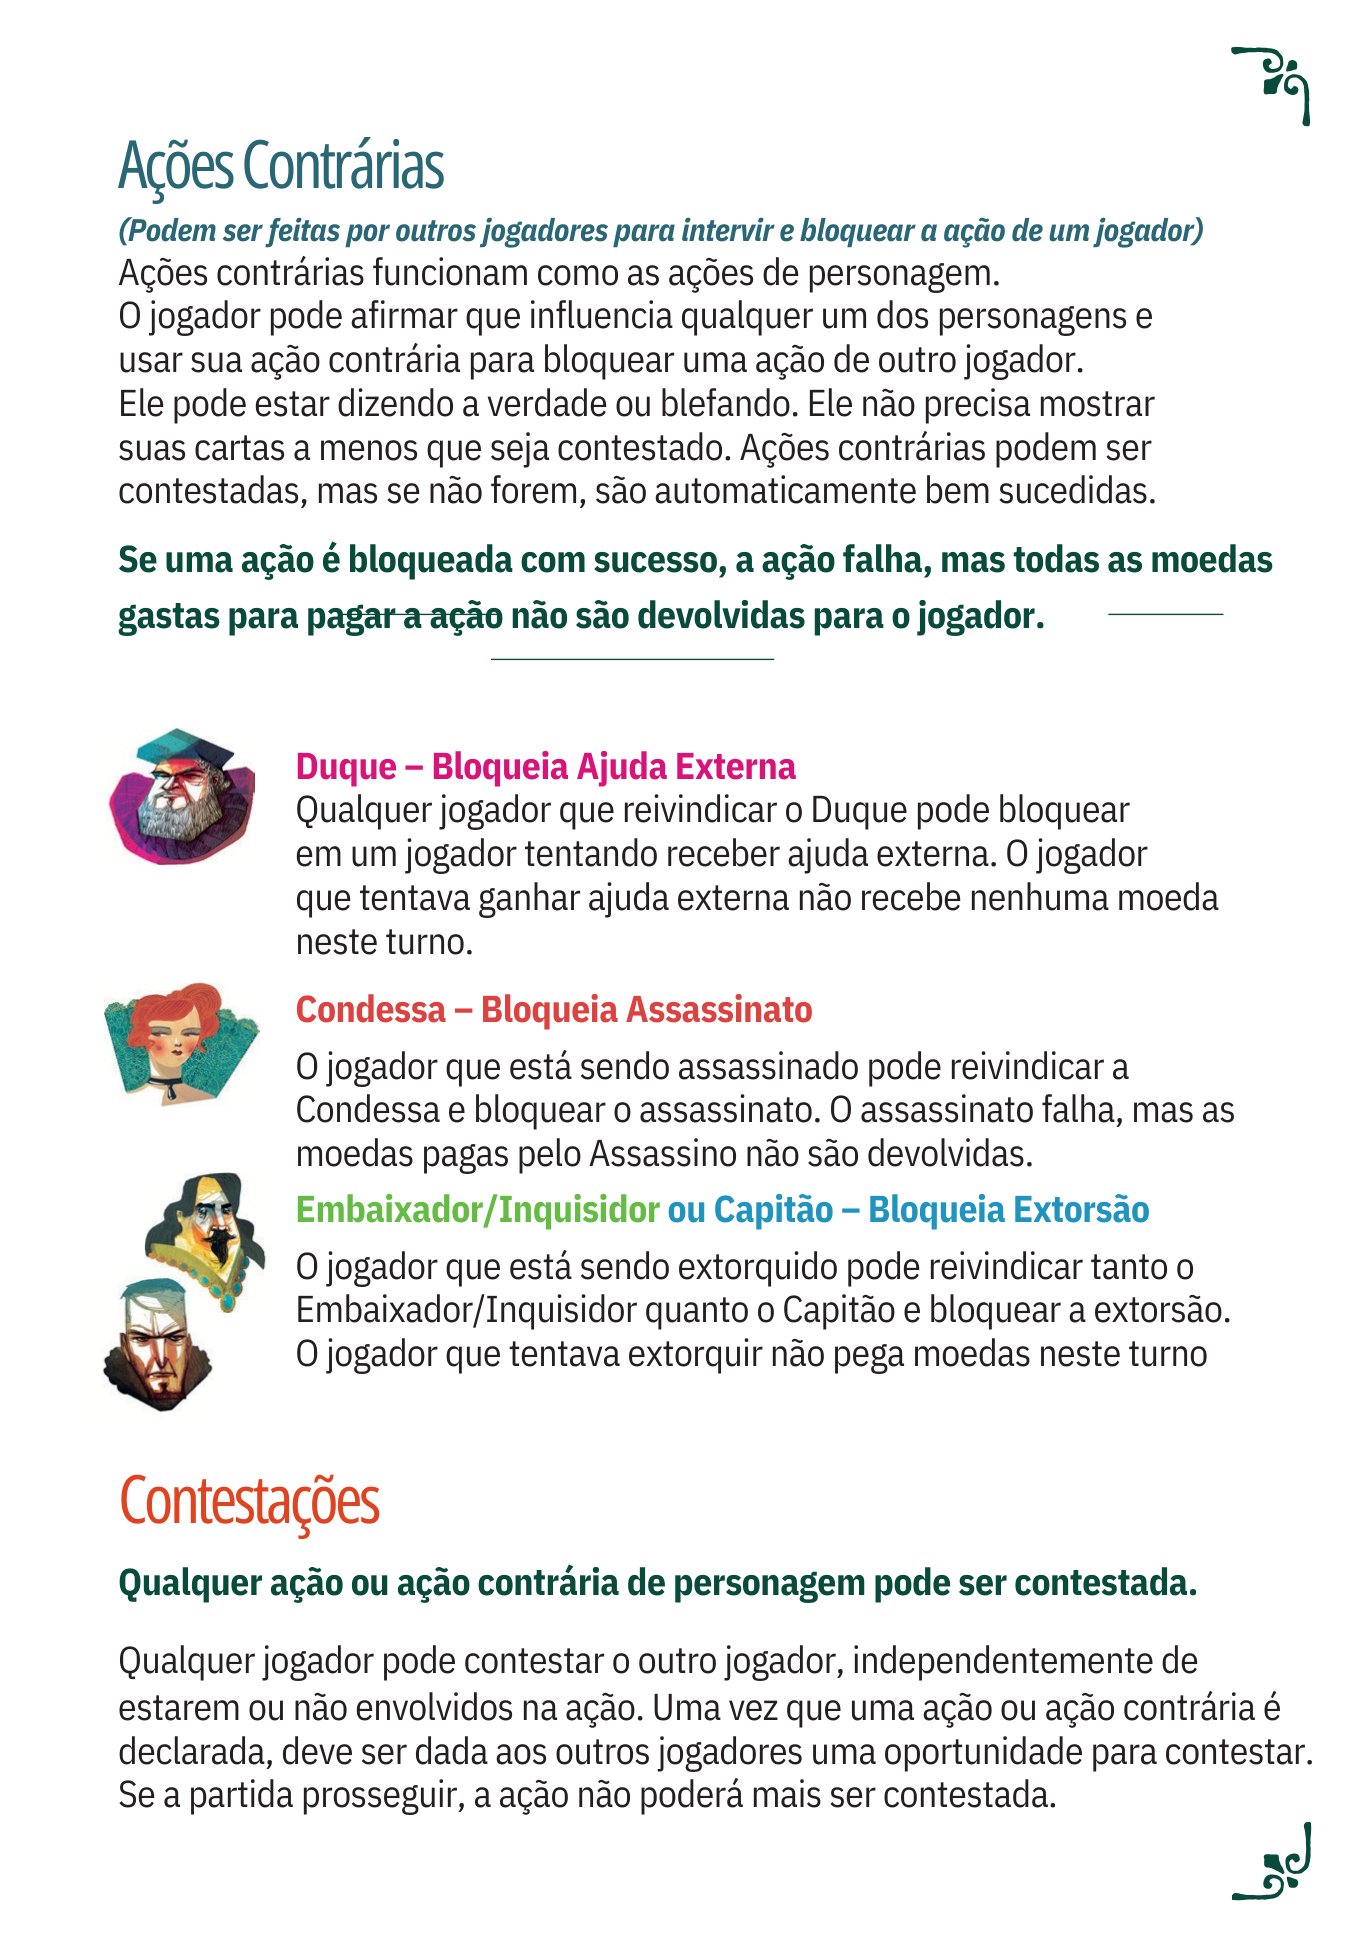 Ações Contrárias
(Podem ser feitas por outros jogadores para intervir e bloquear a ação de um jogador)
Ações contrárias funcionam como as ações de personagem.
O jogador pode afirmar que influencia qualquer um dos personagens e
usar sua ação contrária para bloquear uma ação de outro jogador.
Ele pode estar dizendo a verdade ou blefando. Ele não precisa mostrar
suas cartas a menos que seja contestado. Ações contrárias podem ser
contestadas, mas se não forem, são automaticamente bem sucedidas.
Se uma ação é bloqueada com sucesso, a ação falha, mas todas as moedas
gastas para pagar a ação não são devolvidas para o jogador.
Duque – Bloqueia Ajuda Externa
Qualquer jogador que reivindicar o Duque pode bloquear
em um jogador tentando receber ajuda externa. O jogador
que tentava ganhar ajuda externa não recebe nenhuma moeda
neste turno.
Condessa – Bloqueia Assassinato
O jogador que está sendo assassinado pode reivindicar a
Condessa e bloquear o assassinato. O assassinato falha, mas as
moedas pagas pelo Assassino não são devolvidas.
Embaixador/Inquisidor ou Capitão – Bloqueia Extorsão
O jogador que está sendo extorquido pode reivindicar tanto o
Embaixador/Inquisidor quanto o Capitão e bloquear a extorsão.
O jogador que tentava extorquir não pega moedas neste turno
Contestações
Qualquer ação ou ação contrária de personagem pode ser contestada.
Qualquer jogador pode contestar o outro jogador, independentemente de
estarem ou não envolvidos na ação. Uma vez que uma ação ou ação contrária é
declarada, deve ser dada aos outros jogadores uma oportunidade para contestar.
Se a partida prosseguir, a ação não poderá mais ser contestada.